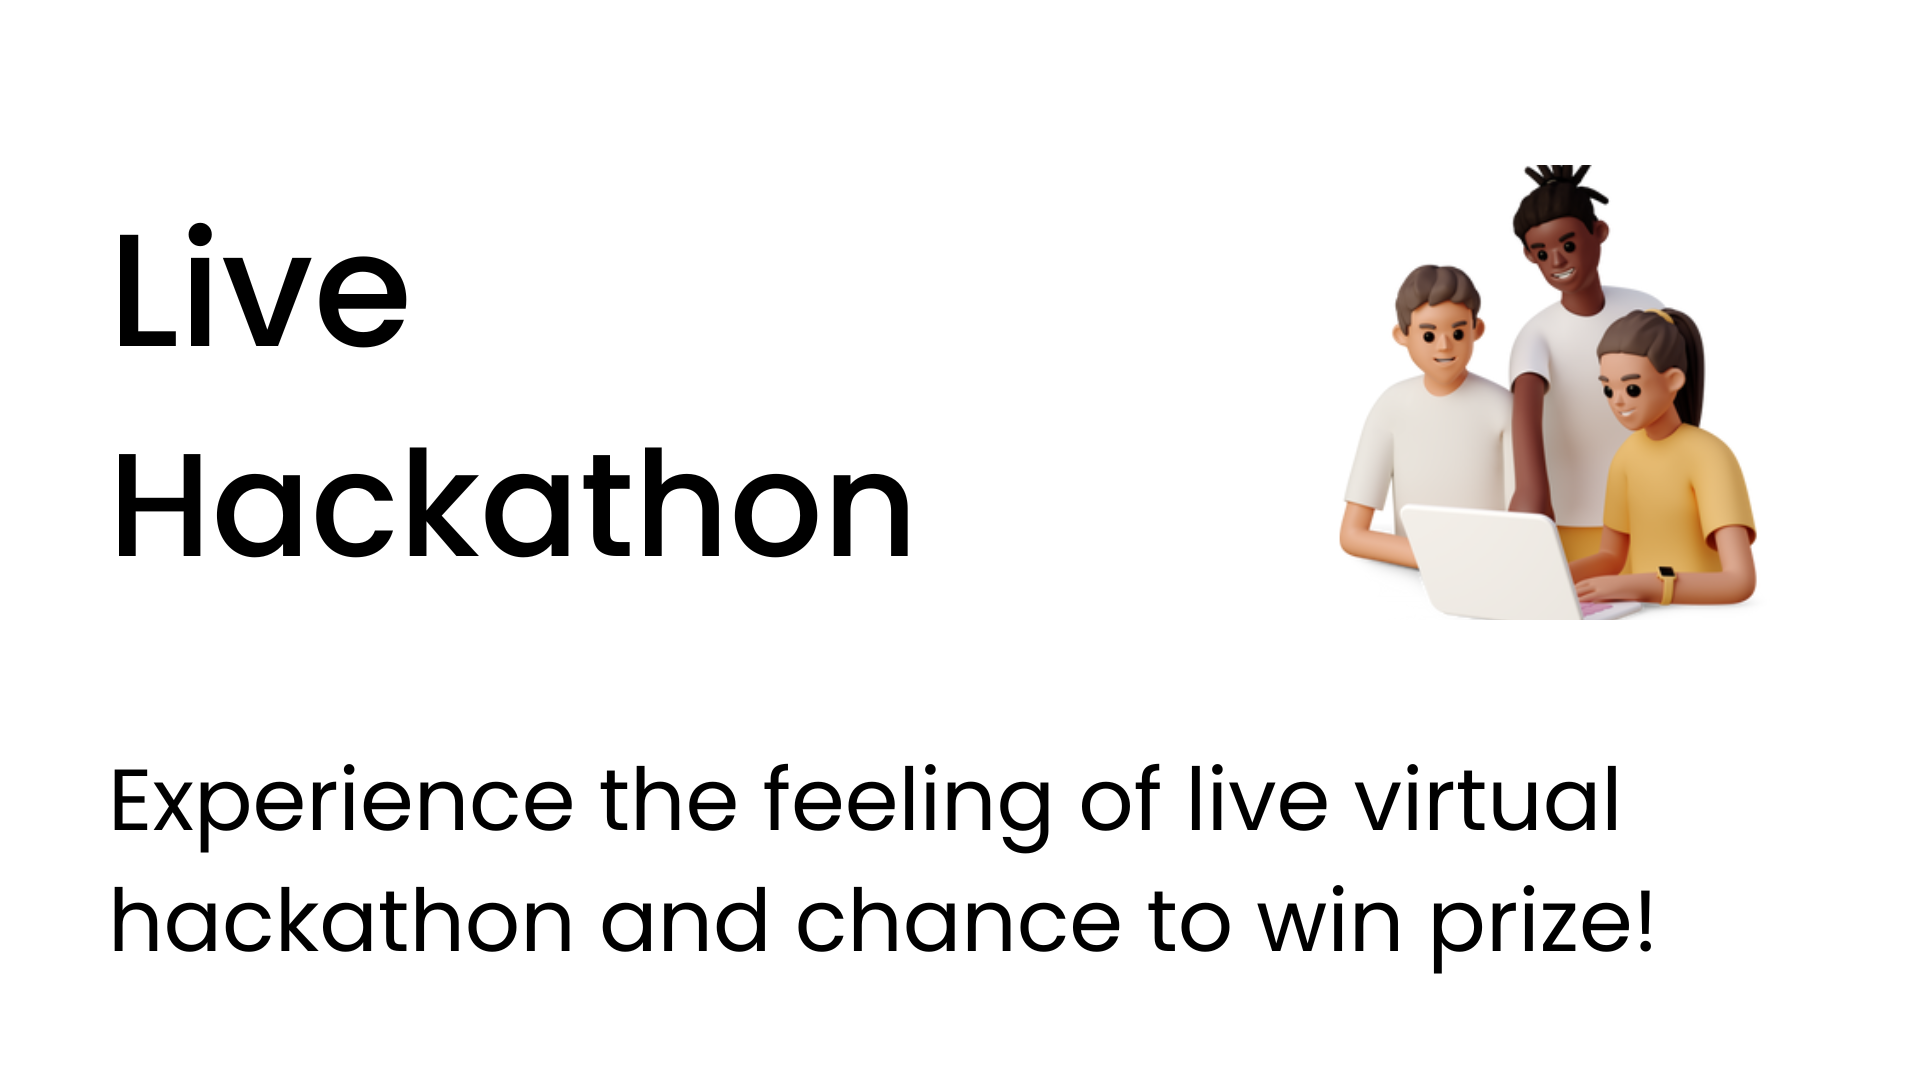 Live
Hackathon
Experience the feeling of live virtual
hackathon and chance to win prize!